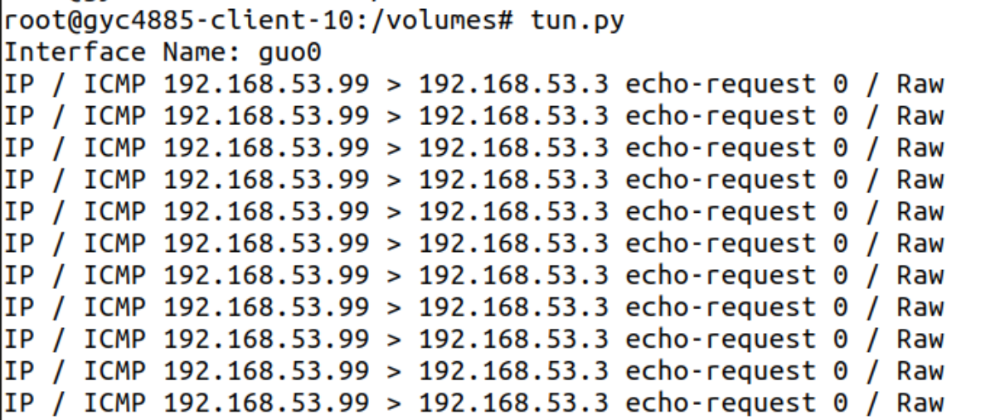 root@gyc4885-client-10:/volumes# tun.py
Interface Name: guo0
IP / ICMP 192.168.53.99 > 192.168.53.3 echo-request 0 / Raw
IP / ICMP 192.168.53.99 > 192.168.53.3 echo-request 0 / Raw
IP / ICMP 192.168.53.99 > 192.168.53.3 echo-request 0 / Raw
IP / ICMP 192.168.53.99 > 192.168.53.3 echo-request 0 / Raw
IP / ICMP 192.168.53.99 > 192.168.53.3 echo-request 0 / Raw
IP / ICMP 192.168.53.99 > 192.168.53.3 echo-request 0 / Raw
IP / ICMP 192.168.53.99 > 192.168.53.3 echo-request 0 / Raw
IP / ICMP 192.168.53.99 > 192.168.53.3 echo-request 0 / Raw
IP / ICMP 192.168.53.99 > 192.168.53.3 echo-request 0 / Raw
IP / ICMP 192.168.53.99 > 192.168.53.3 echo-request 0 / Raw
IP / ICMP 192.168.53.99 > 192.168.53.3 echo-request 0 / Raw